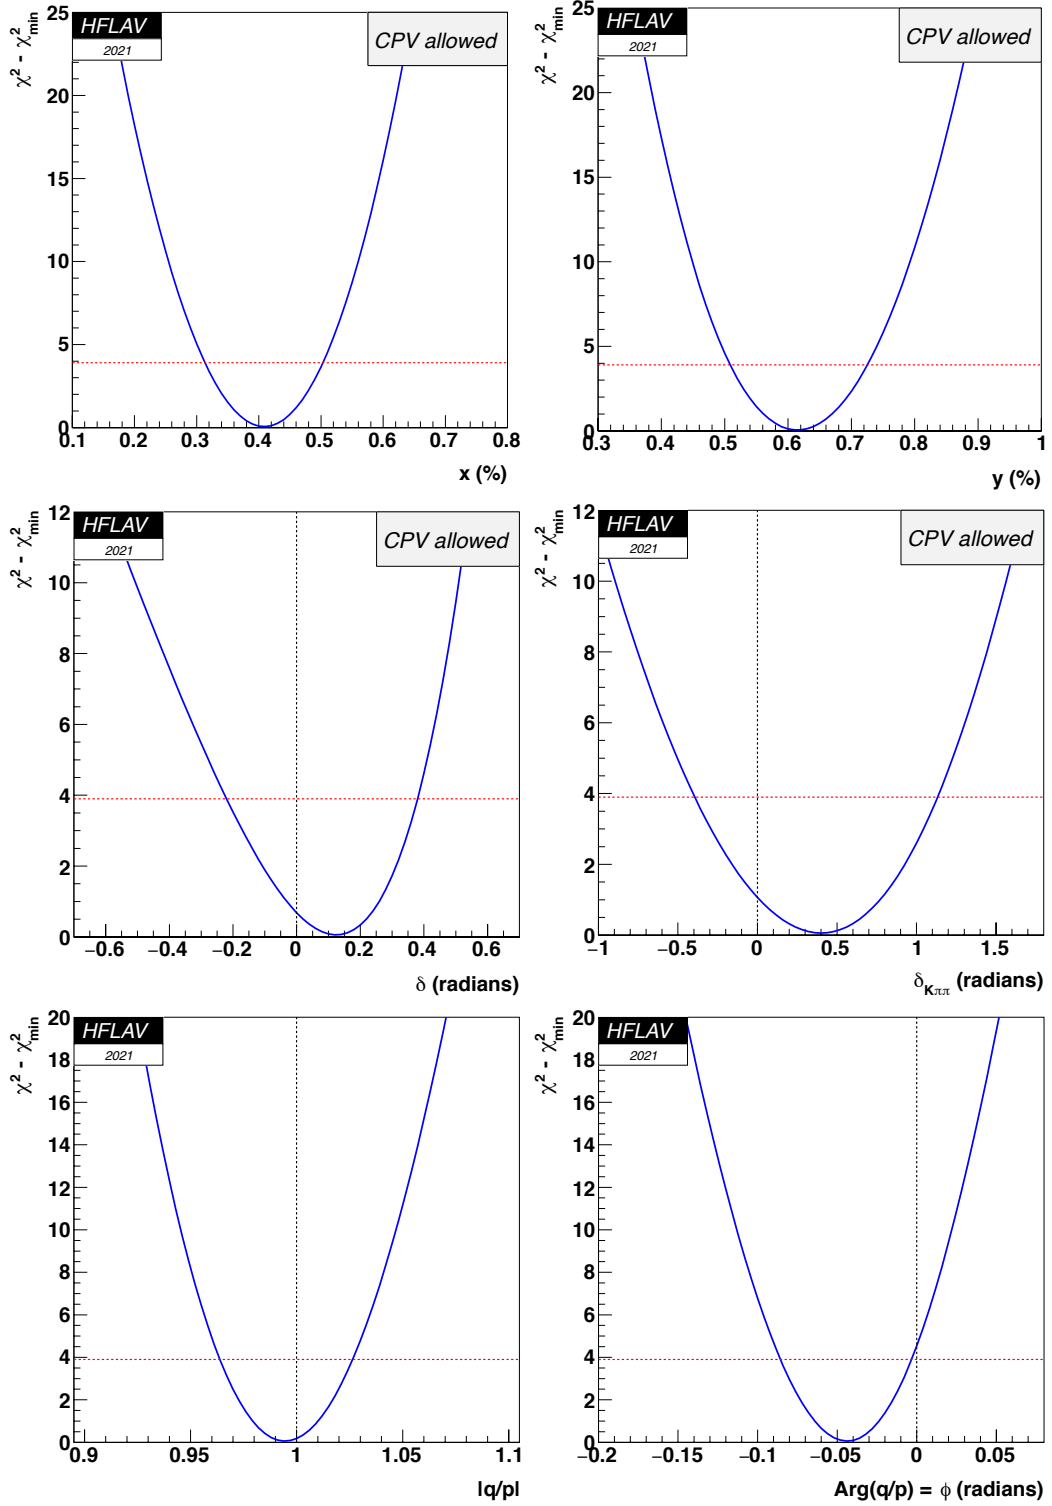 HFLAV
2021
CPV allowed
χ² - χ²min
25
20
15
10
5
0
0.1 0.2 0.3 0.4 0.5 0.6 0.7 0.8
x (%)
HFLAV
2021
CPV allowed
χ² - χ²min
25
20
15
10
5
0
0.3 0.4 0.5 0.6 0.7 0.8 0.9 1
y (%)
HFLAV
2021
CPV allowed
χ² - χ²min
12
10
8
6
4
2
0
−0.6 −0.4 −0.2 0 0.2 0.4 0.6
δ (radians)
HFLAV
2021
CPV allowed
χ² - χ²min
12
10
8
6
4
2
0
−1 −0.5 0 0.5 1 1.5
δKππ (radians)
HFLAV
2021
χ² - χ²min
20
18
16
14
12
10
8
6
4
2
0
0.9 0.95 1 1.05 1.1
|q/p|
HFLAV
2021
χ² - χ²min
20
18
16
14
12
10
8
6
4
2
0
−0.2 −0.15 −0.1 −0.05 0 0.05
Arg(q/p) = ϕ (radians)